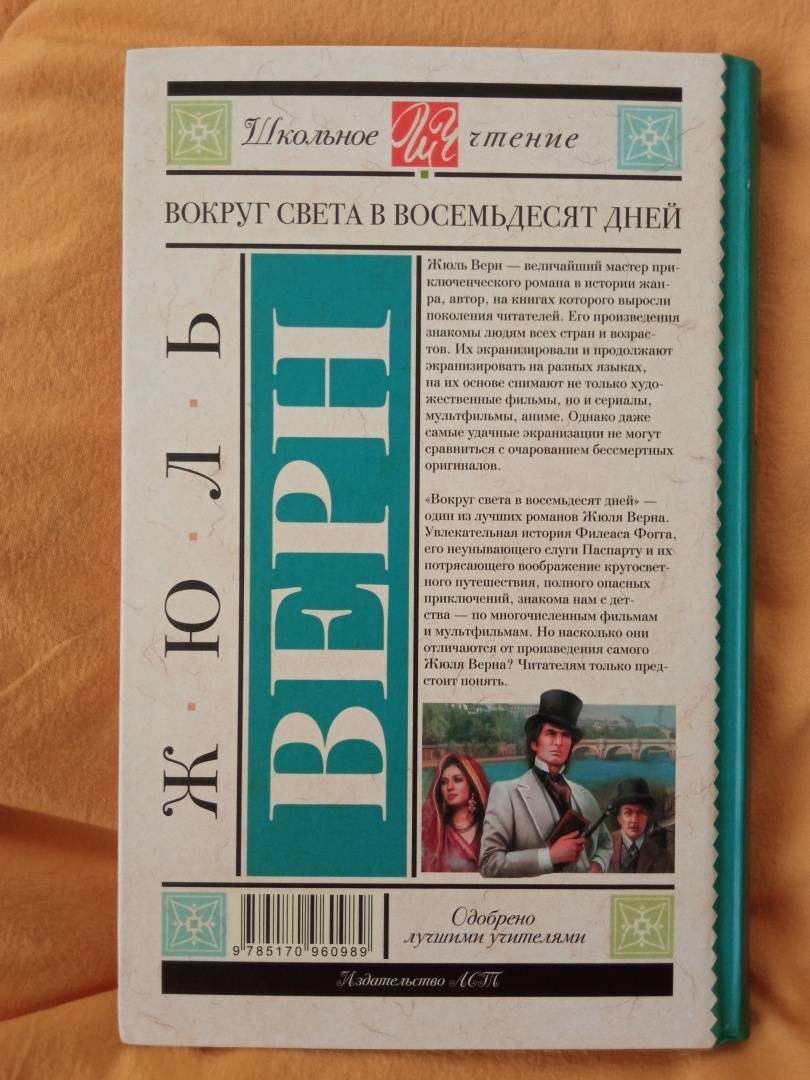 Школьное ШЧ чтение
ВОКРУГ СВЕТА В ВОСЕМЬДЕСЯТ ДНЕЙ
ЖЮЛЬ
ВЕРН
Жюль Верн — величайший мастер при-
ключенческого романа в истории жан-
ра, автор, на книгах которого выросли
поколения читателей. Его произведения
знакомы людям всех стран и возрас-
тов. Их экранизировали и продолжают
экранизировать на разных языках,
на их основе снимают не только худо-
жественные фильмы, но и сериалы,
мультфильмы, аниме. Однако даже
самые удачные экранизации не могут
сравниться с очарованием бессмертных
оригиналов.
«Вокруг света в восемьдесят дней» —
один из лучших романов Жюля Верна.
Увлекательная история Филеаса Фогга,
его неунывающего слуги Паспарту и их
потрясающего воображение кругосвет-
ного путешествия, полного опасных
приключений, знакома нам с дет-
ства — по многочисленным фильмам
и мультфильмам. Но насколько они
отличаются от произведения самого
Жюля Верна? Читателям только пред-
стоит понять.
9 785170 960989
Одобрено
лучшими учителями
Издательство АСТ